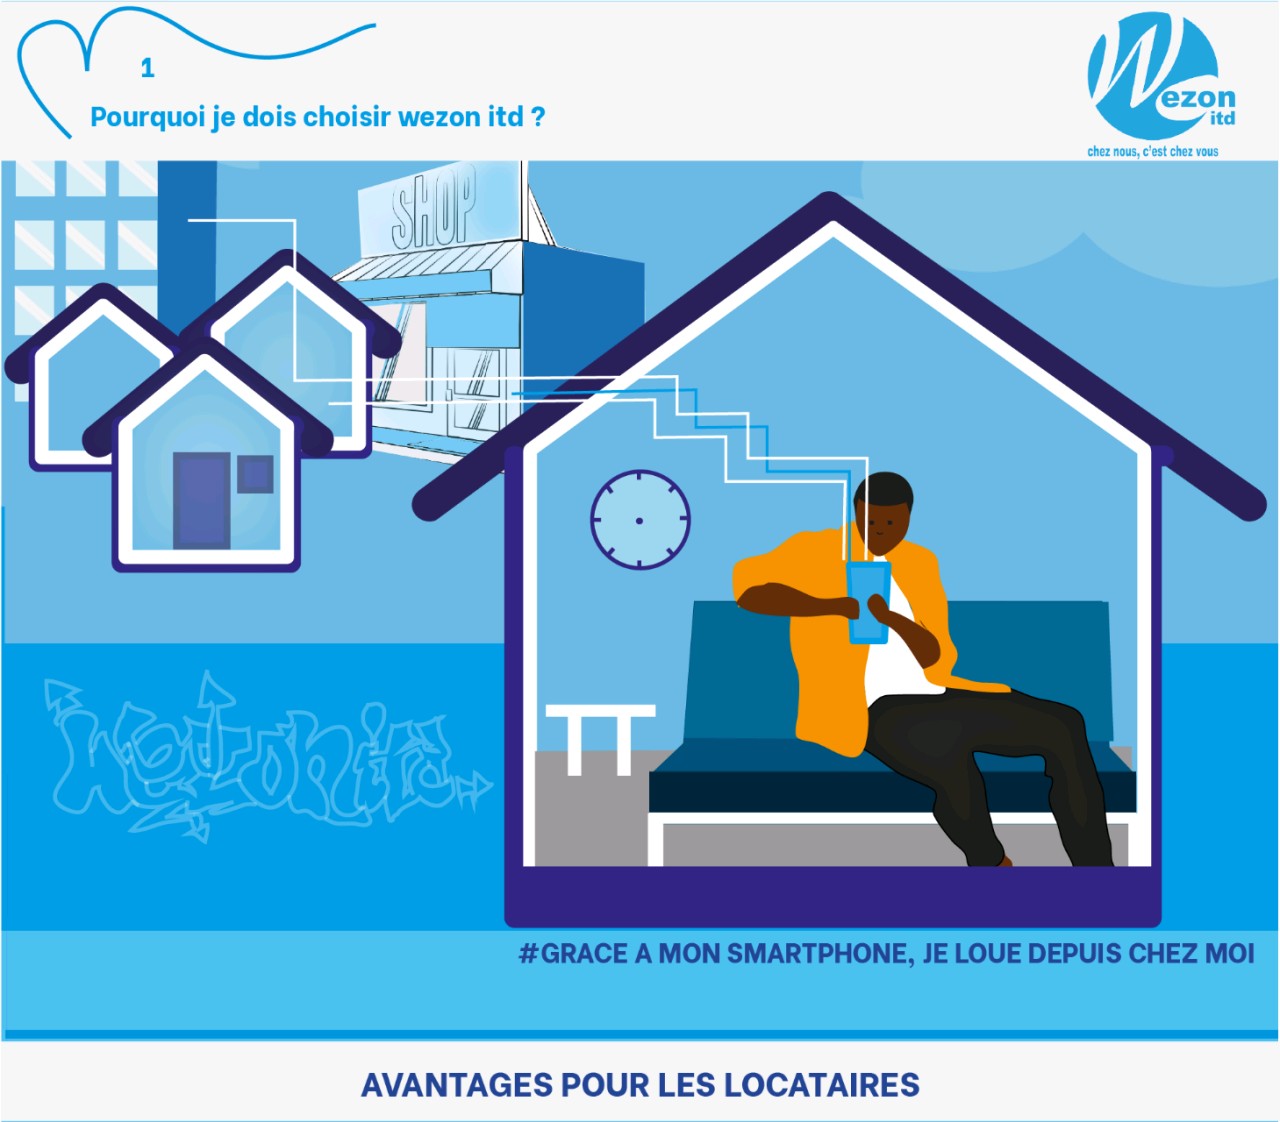 1
Pourquoi je dois choisir wezon itd ?
Wezon
itd
chez nous, c'est chez vous
SHOP
Wezonitd
#GRACE A MON SMARTPHONE, JE LOUE DEPUIS CHEZ MOI
AVANTAGES POUR LES LOCATAIRES